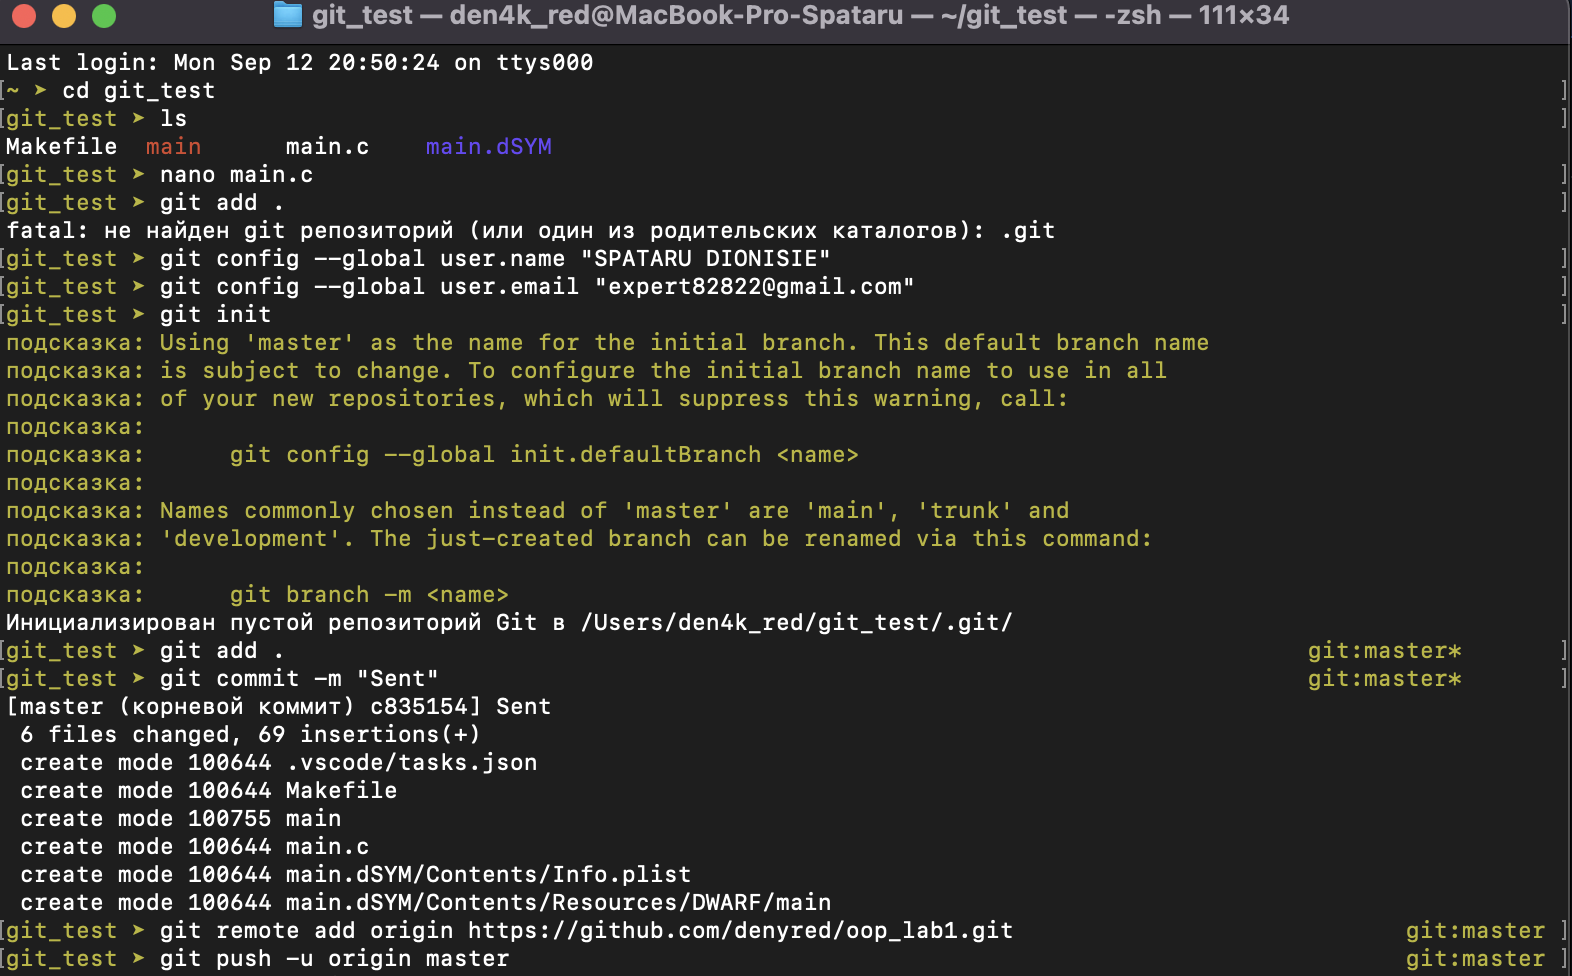 git_test — den4k_red@MacBook-Pro-Spataru — ~/git_test — -zsh — 111×34
Last login: Mon Sep 12 20:50:24 on ttys000
[~ ➤ cd git_test ]
[git_test ➤ ls ]
Makefile main main.c main.dSYM
[git_test ➤ nano main.c ]
[git_test ➤ git add . ]
fatal: не найден git репозиторий (или один из родительских каталогов): .git
[git_test ➤ git config --global user.name "SPATARU DIONISIE" ]
[git_test ➤ git config --global user.email "expert82822@gmail.com" ]
[git_test ➤ git init ]
подсказка: Using 'master' as the name for the initial branch. This default branch name
подсказка: is subject to change. To configure the initial branch name to use in all
подсказка: of your new repositories, which will suppress this warning, call:
подсказка:
подсказка: git config --global init.defaultBranch <name>
подсказка:
подсказка: Names commonly chosen instead of 'master' are 'main', 'trunk' and
подсказка: 'development'. The just-created branch can be renamed via this command:
подсказка:
подсказка: git branch -m <name>
Инициализирован пустой репозиторий Git в /Users/den4k_red/git_test/.git/
[git_test ➤ git add . git:master* ]
[git_test ➤ git commit -m "Sent" git:master* ]
[master (корневой коммит) c835154] Sent
6 files changed, 69 insertions(+)
create mode 100644 .vscode/tasks.json
create mode 100644 Makefile
create mode 100755 main
create mode 100644 main.c
create mode 100644 main.dSYM/Contents/Info.plist
create mode 100644 main.dSYM/Contents/Resources/DWARF/main
[git_test ➤ git remote add origin https://github.com/denyred/oop_lab1.git git:master ]
[git_test ➤ git push -u origin master git:master ]